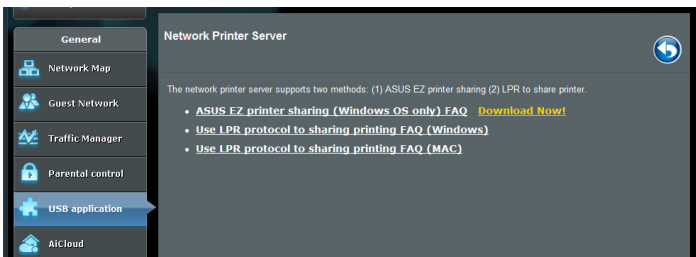 General
Network Map
Guest Network
Traffic Manager
Parental control
USB application
AiCloud
Network Printer Server
The network printer server supports two methods: (1) ASUS EZ printer sharing (2) LPR to share printer.
ASUS EZ printer sharing (Windows OS only) FAQ Download Now!
Use LPR protocol to sharing printing FAQ (Windows)
Use LPR protocol to sharing printing FAQ (MAC)